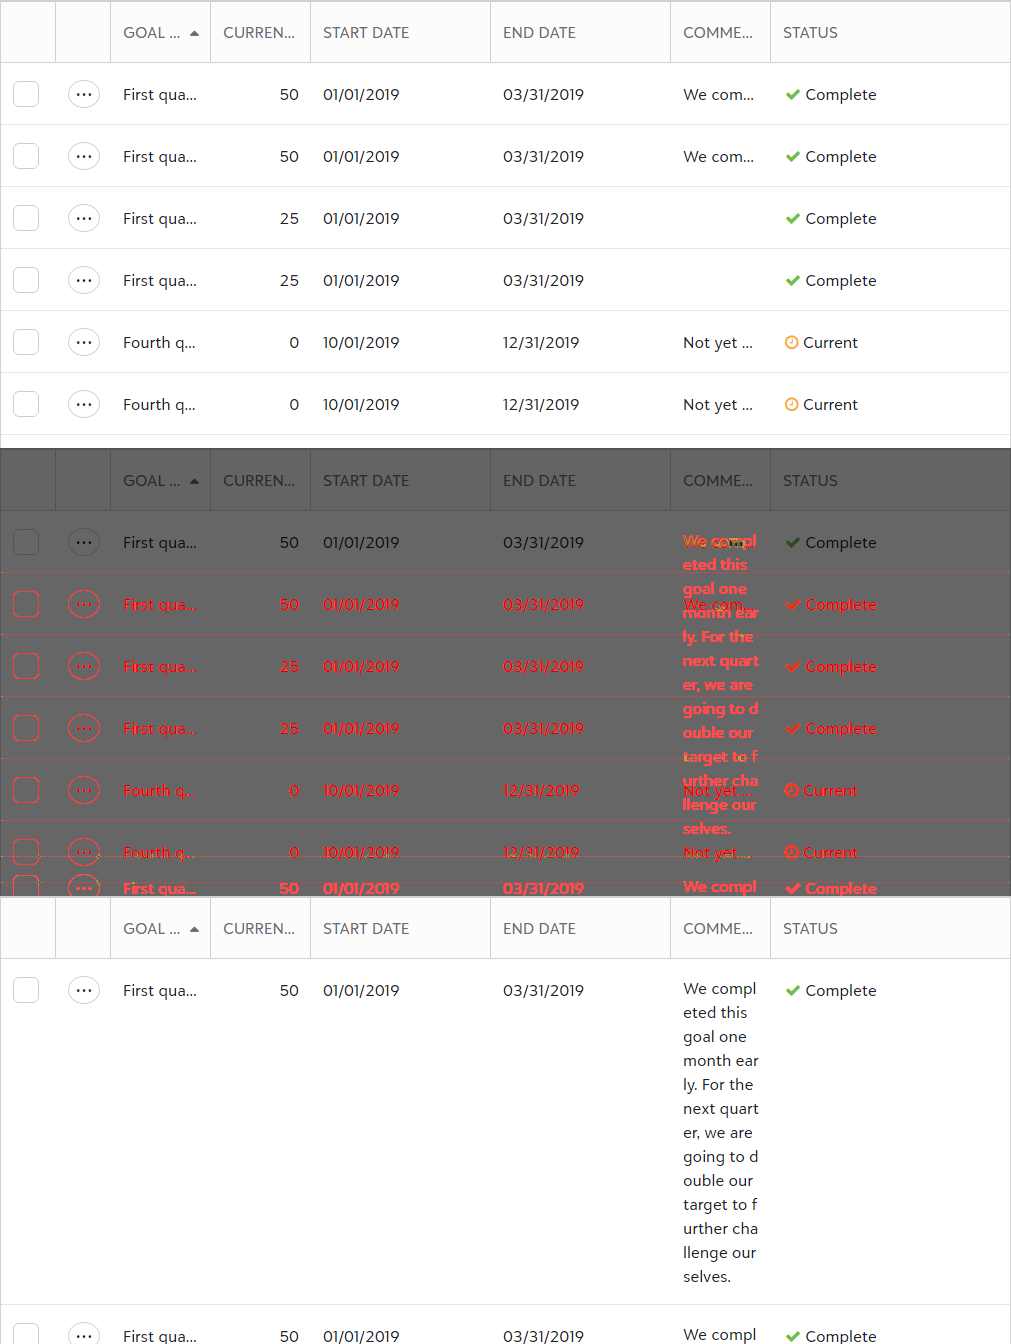 GOAL ... CURREN... START DATE END DATE COMME... STATUS
First qua... 50 01/01/2019 03/31/2019 We com... Complete
First qua... 50 01/01/2019 03/31/2019 We com... Complete
First qua... 25 01/01/2019 03/31/2019 Complete
First qua... 25 01/01/2019 03/31/2019 Complete
Fourth q... 0 10/01/2019 12/31/2019 Not yet ... Current
Fourth q... 0 10/01/2019 12/31/2019 Not yet ... Current
GOAL ... CURREN... START DATE END DATE COMME... STATUS
First qua... 50 01/01/2019 03/31/2019 We compl Complete
eted this
goal one
First qua... 50 01/01/2019 03/31/2019 We com... Complete
month ear
ly. For the
next quart
First qua... 25 01/01/2019 03/31/2019 Complete
er, we are
going to d
First qua... 25 01/01/2019 03/31/2019 Complete
ouble our
target to f
urther cha
Fourth q... 0 10/01/2019 12/31/2019 Not yet ... Current
llenge our
selves.
Fourth q... 0 10/01/2019 12/31/2019 Not yet ... Current
First qua... 50 01/01/2019 03/31/2019 We compl Complete
GOAL ... CURREN... START DATE END DATE COMME... STATUS
First qua... 50 01/01/2019 03/31/2019 We compl Complete
eted this
goal one
month ear
ly. For the
next quart
er, we are
going to d
ouble our
target to f
urther cha
llenge our
selves.
First qua... 50 01/01/2019 03/31/2019 We compl Complete